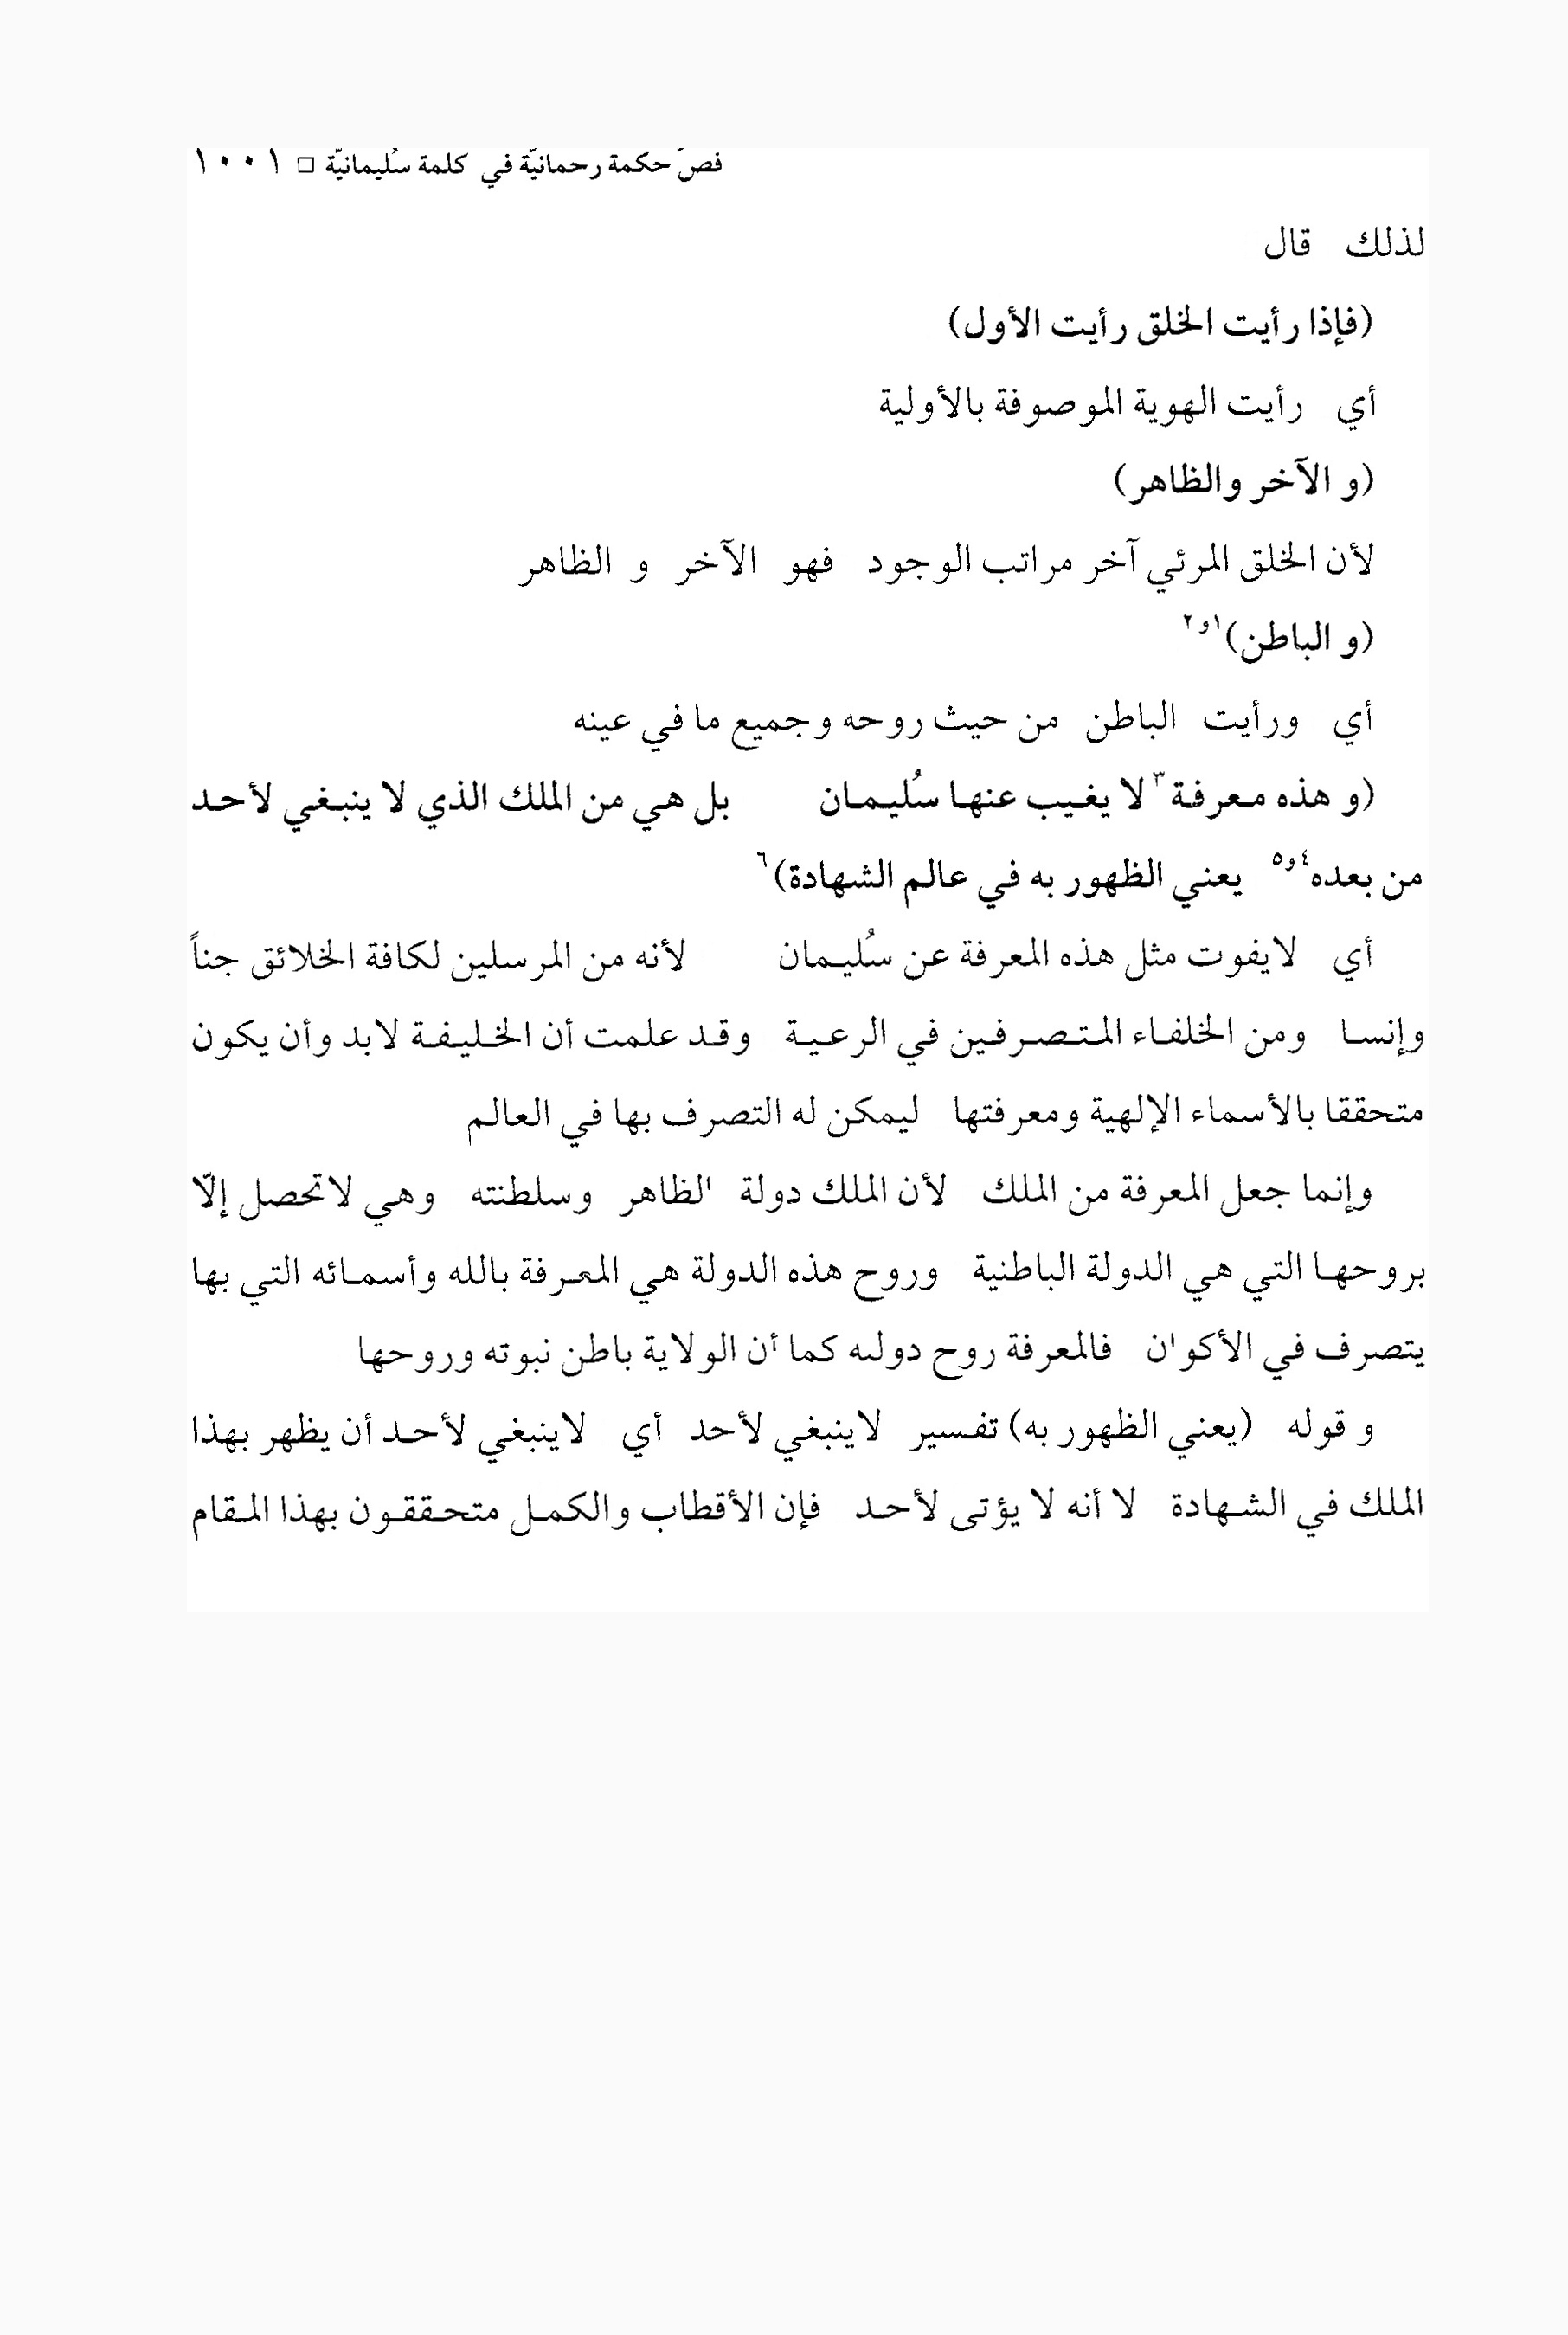 فصّ حكمة رحمانيّة في كلمة سُليمانيّة □ ١٠٠١
لذلك قال
(فإذا رأيت الخلق رأيت الأول)
أي رأيت الهوية الموصوفة بالأولية
(و الآخر والظاهر)
لأن الخلق المرئي آخر مراتب الوجود فهو الآخر و الظاهر
(و الباطن)١و٢
أي ورأيت الباطن من حيث روحه وجميع ما في عينه
(و هذه معرفة٣ لا يغيب عنها سُليمان بل هي من الملك الذي لا ينبغي لأحد
من بعده٤و٥ يعني الظهور به في عالم الشهادة)٦
أي لايفوت مثل هذه المعرفة عن سُليمان لأنه من المرسلين لكافة الخلائق جناً
وإنسا ومن الخلفاء المتصرفين في الرعية وقد علمت أن الخليفة لابد وأن يكون
متحققا بالأسماء الإلهية ومعرفتها ليمكن له التصرف بها في العالم
وإنما جعل المعرفة من الملك لأن الملك دولة الظاهر وسلطنته وهي لاتحصل إلّا
بروحها التي هي الدولة الباطنية وروح هذه الدولة هي المعرفة بالله وأسمائه التي بها
يتصرف في الأكوان فالمعرفة روح دولته كما أن الولاية باطن نبوته وروحها
و قوله (يعني الظهور به) تفسير لاينبغي لأحد أي لاينبغي لأحد أن يظهر بهذا
الملك في الشهادة لا أنه لا يؤتى لأحد فإن الأقطاب والكمل متحققون بهذا المقام